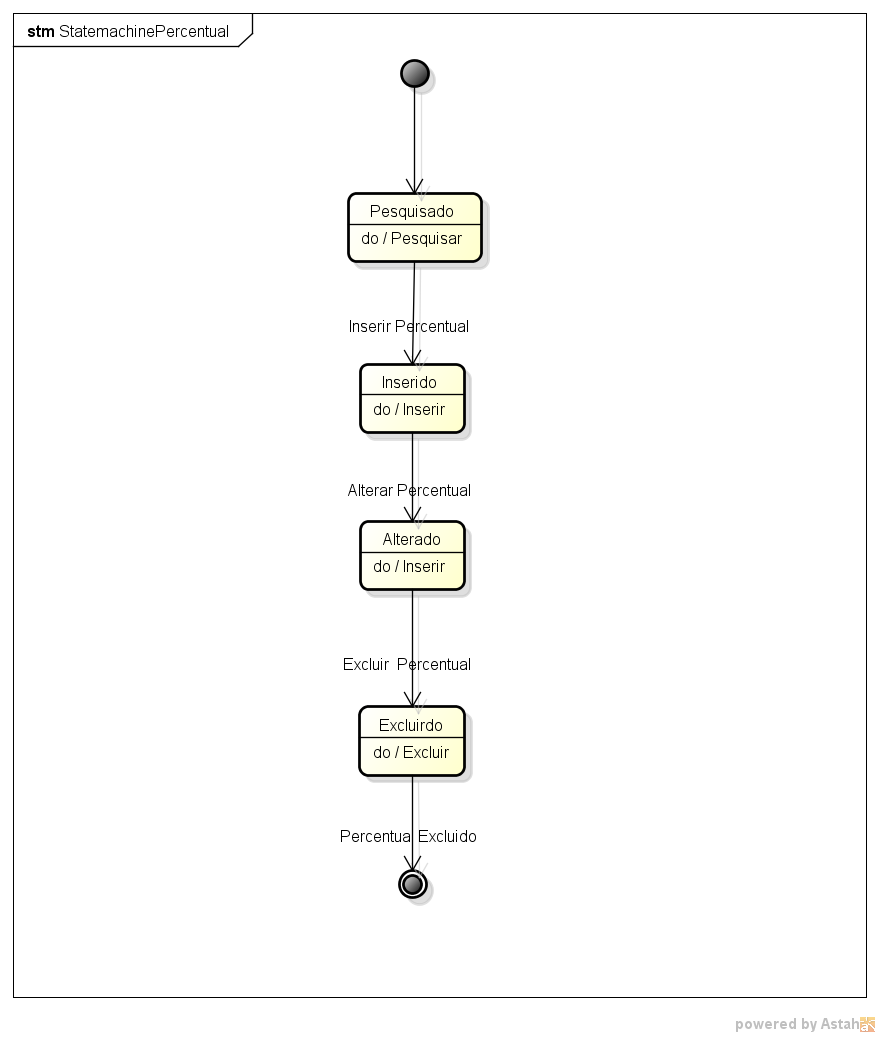 stm StatemachinePercentual
Pesquisado
do / Pesquisar
Inserir Percentual
Inserido
do / Inserir
Alterar Percentual
Alterado
do / Inserir
Excluir  Percentual
Excluirdo
do / Excluir
Percentual Excluido
powered by Astah